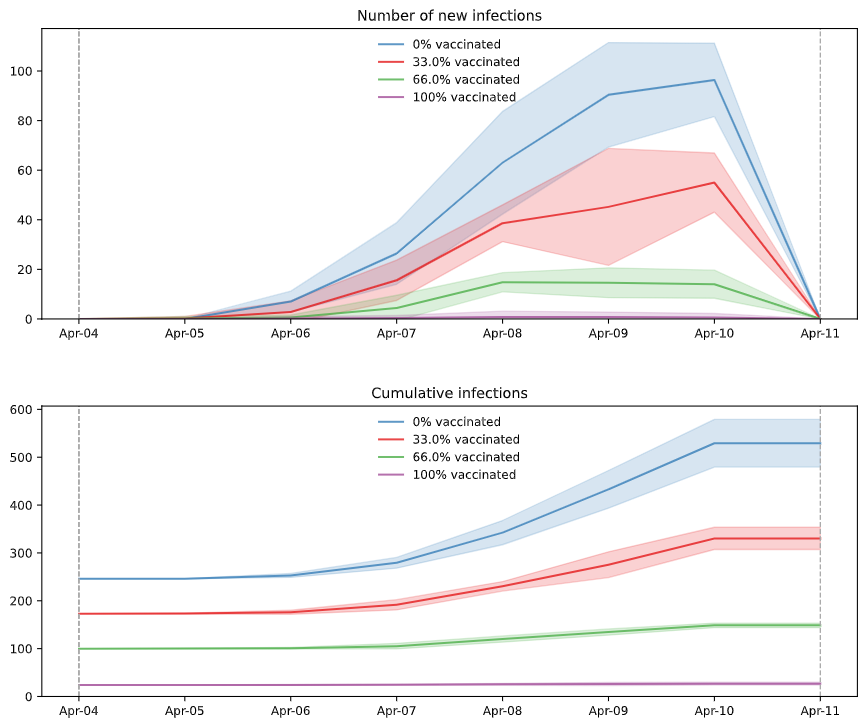 Number of new infections
0% vaccinated
33.0% vaccinated
66.0% vaccinated
100% vaccinated
100
80
60
40
20
0
Apr-04 Apr-05 Apr-06 Apr-07 Apr-08 Apr-09 Apr-10 Apr-11
Cumulative infections
0% vaccinated
33.0% vaccinated
66.0% vaccinated
100% vaccinated
600
500
400
300
200
100
0
Apr-04 Apr-05 Apr-06 Apr-07 Apr-08 Apr-09 Apr-10 Apr-11